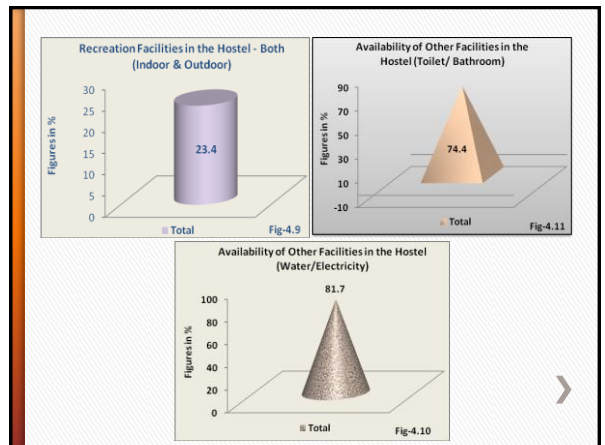 Recreation Facilities in the Hostel - Both
(Indoor & Outdoor)
Figures in %
30
25
20
15
10
5
0
23.4
Total
Fig-4.9
Availability of Other Facilities in the
Hostel (Toilet/ Bathroom)
Figures in %
90
70
50
30
10
-10
74.4
Total
Fig-4.11
Availability of Other Facilities in the Hostel
(Water/Electricity)
81.7
Figures in %
100
80
60
40
20
0
Total
Fig-4.10